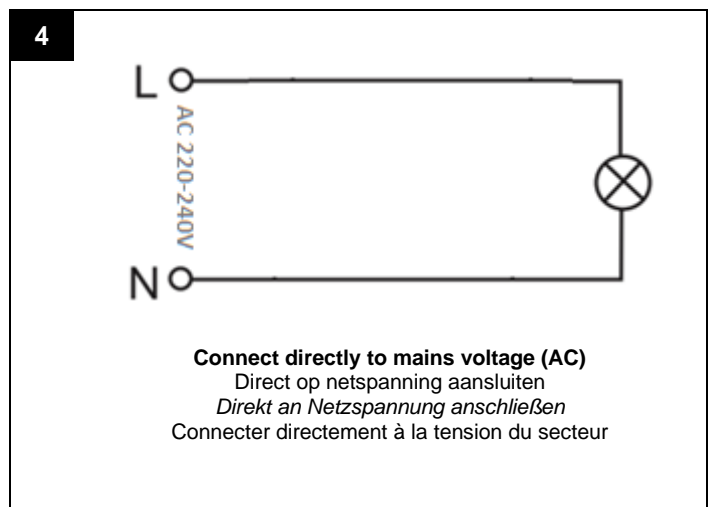 4
L
AC 220-240V
N
Connect directly to mains voltage (AC)
Direct op netspanning aansluiten
Direkt an Netzspannung anschließen
Connecter directement à la tension du secteur